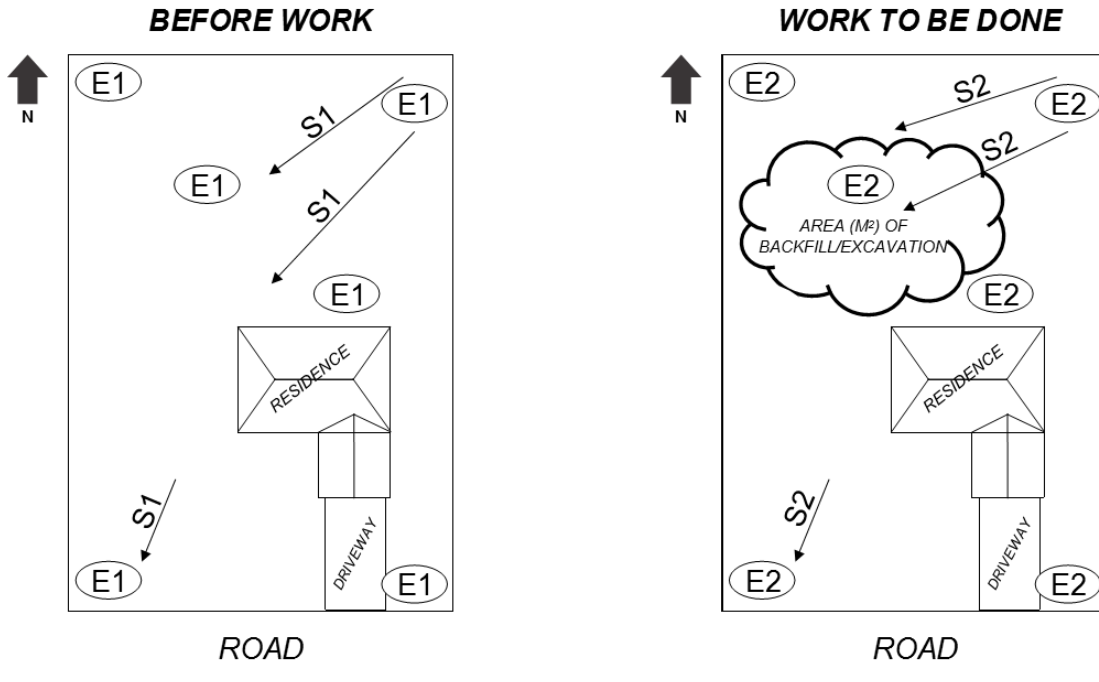 BEFORE WORK
N
E1
E1
S1
E1
S1
E1
RESIDENCE
S1
DRIVEWAY
E1
E1
ROAD
WORK TO BE DONE
N
E2
S2
E2
S2
E2
AREA (M²) OF
BACKFILL/EXCAVATION
E2
RESIDENCE
S2
DRIVEWAY
E2
E2
ROAD